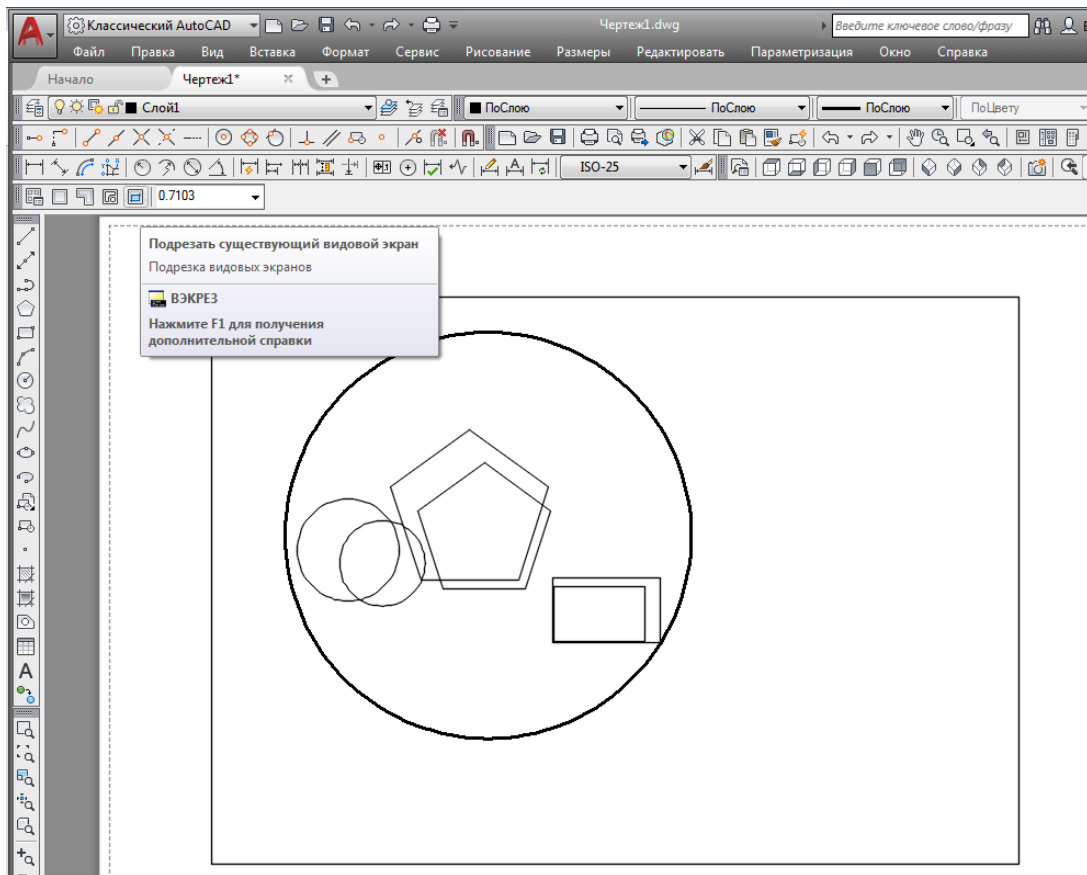 Классический AutoCAD Чертеж1.dwg Введите ключевое слово/фразу
Файл Правка Вид Вставка Формат Сервис Рисование Размеры Редактировать Параметризация Окно Справка
Начало Чертеж1*
Слой1 ПоСлою ПоСлою ПоСлою ПоЦвету
ISO-25
0.7103
Подрезать существующий видовой экран
Подрезка видовых экранов
ВЭКРЕЗ
Нажмите F1 для получения
дополнительной справки
A